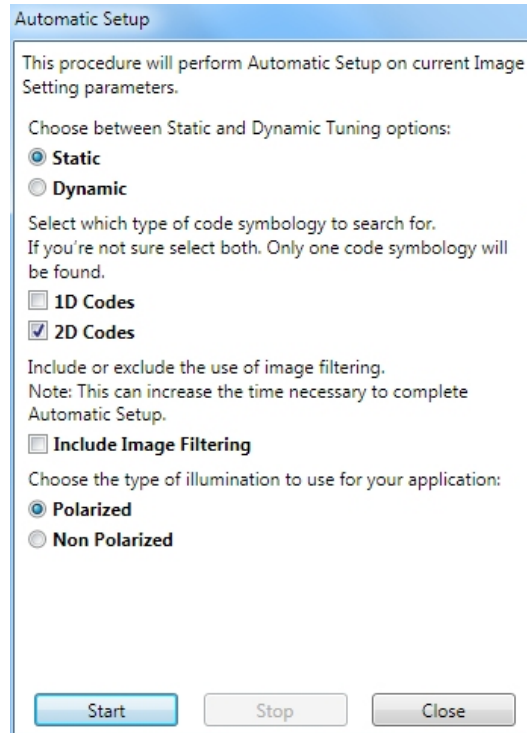 Automatic Setup
This procedure will perform Automatic Setup on current Image
Setting parameters.
Choose between Static and Dynamic Tuning options:
Static
Dynamic
Select which type of code symbology to search for.
If you're not sure select both. Only one code symbology will
be found.
1D Codes
2D Codes
Include or exclude the use of image filtering.
Note: This can increase the time necessary to complete
Automatic Setup.
Include Image Filtering
Choose the type of illumination to use for your application:
Polarized
Non Polarized
Start Stop Close